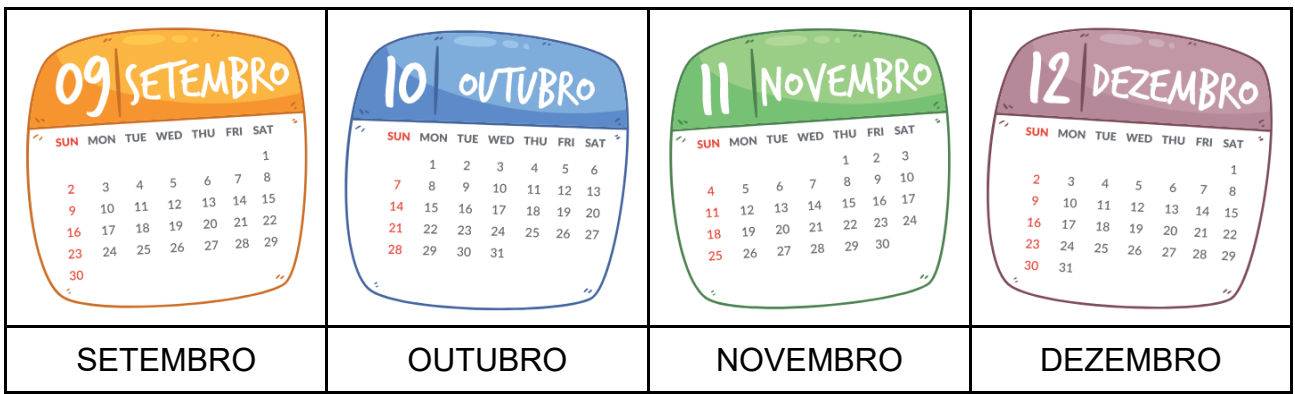 09 SETEMBRO
SUN MON TUE WED THU FRI SAT
1
2 3 4 5 6 7 8
9 10 11 12 13 14 15
16 17 18 19 20 21 22
23 24 25 26 27 28 29
30
SETEMBRO
10 OUTUBRO
SUN MON TUE WED THU FRI SAT
1 2 3 4 5 6
7 8 9 10 11 12 13
14 15 16 17 18 19 20
21 22 23 24 25 26 27
28 29 30 31
OUTUBRO
11 NOVEMBRO
SUN MON TUE WED THU FRI SAT
1 2 3
4 5 6 7 8 9 10
11 12 13 14 15 16 17
18 19 20 21 22 23 24
25 26 27 28 29 30
NOVEMBRO
12 DEZEMBRO
SUN MON TUE WED THU FRI SAT
1
2 3 4 5 6 7 8
9 10 11 12 13 14 15
16 17 18 19 20 21 22
23 24 25 26 27 28 29
30 31
DEZEMBRO